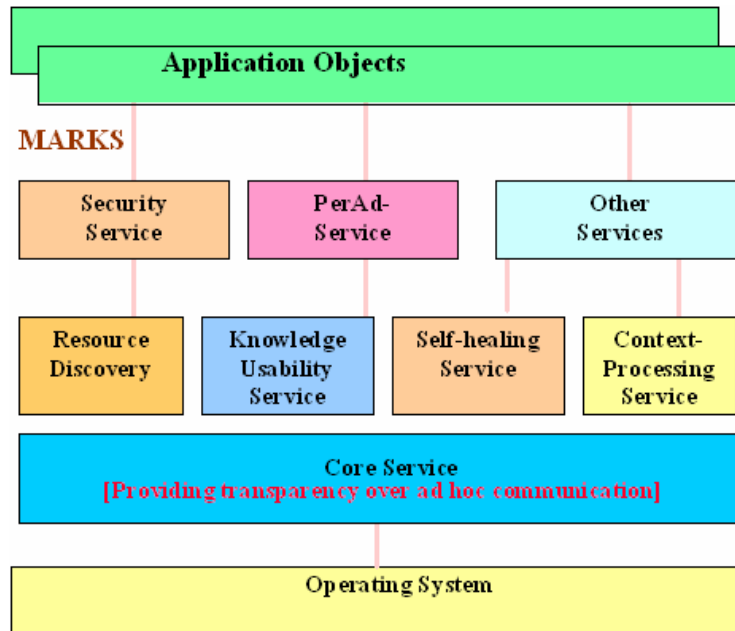 Application Objects
MARKS
Security
Service
PerAd-
Service
Other
Services
Resource
Discovery
Knowledge
Usability
Service
Self-healing
Service
Context-
Processing
Service
Core Service
[Providing transparency over ad hoc communication]
Operating System